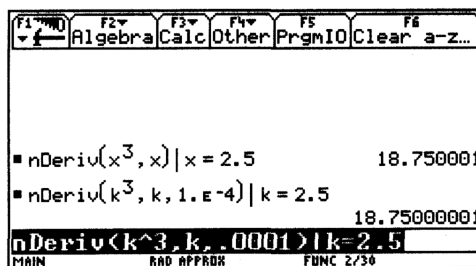 F1 F2 F3 F4 F5 F6
Algebra Calc Other PrgmIO Clear a-z…
▪ nDeriv(x³, x) | x = 2.5 18.750001
▪ nDeriv(k³, k, 1.ᴇ⁻4) | k = 2.5
18.75000001
nDeriv(k^3,k,.0001)|k=2.5
MAIN RAD APPROX FUNC 2/30